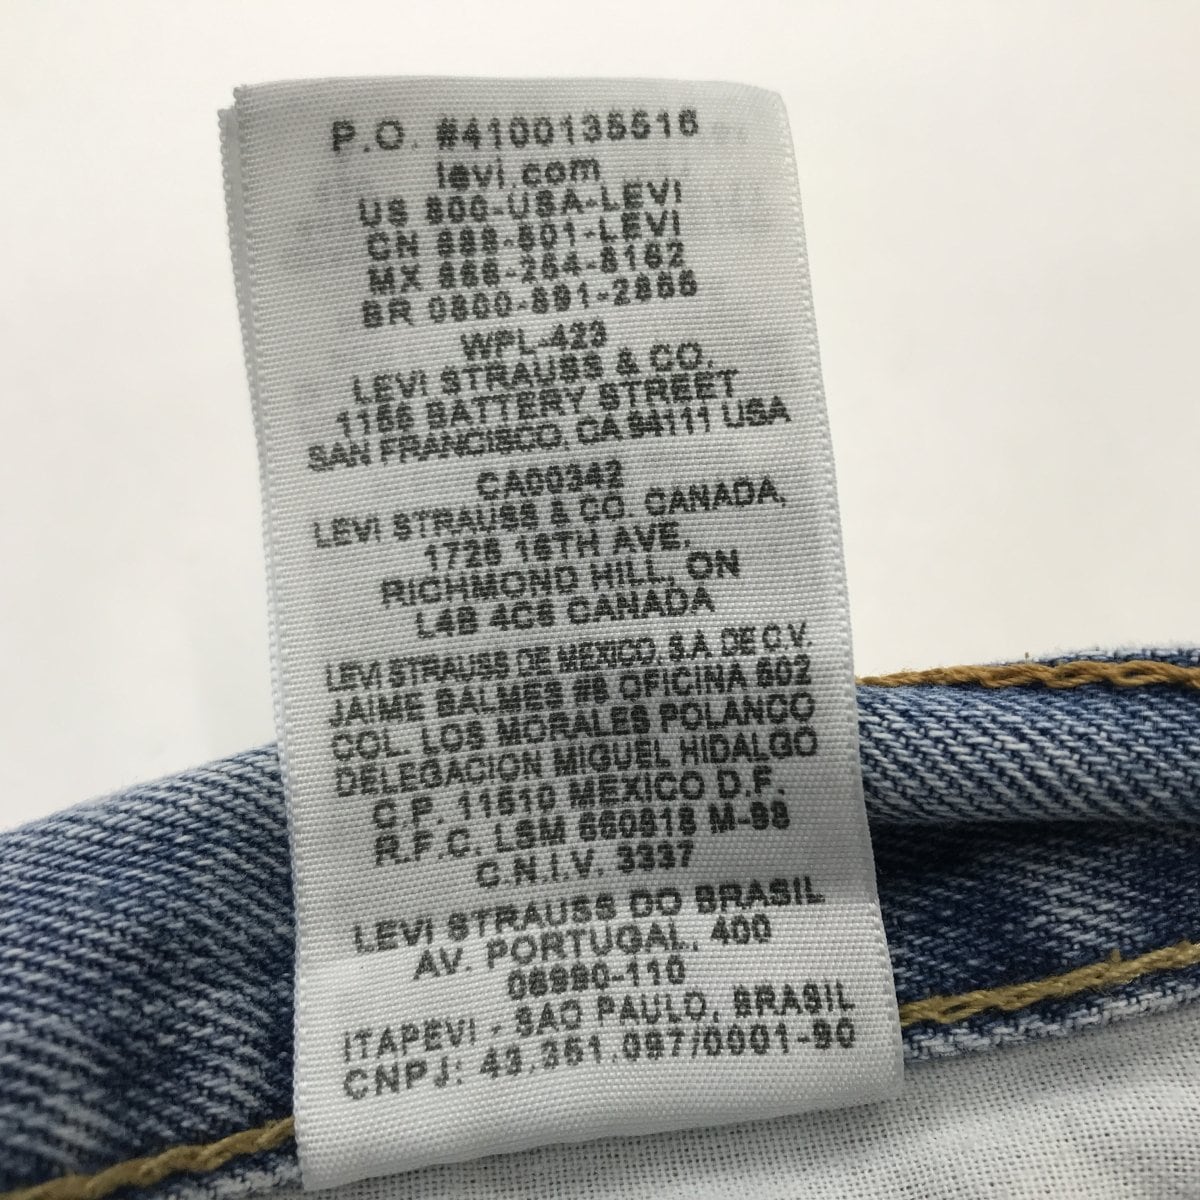 P.O. #4100135516
levi.com
US 800-USA-LEVI
CN 888-501-LEVI
MX 866-254-8162
BR 0800-891-2855
WPL-423
LEVI STRAUSS & CO.
1155 BATTERY STREET
SAN FRANCISCO, CA 94111 USA
CA00342
LEVI STRAUSS & CO. CANADA,
1725 16TH AVE.
RICHMOND HILL, ON
L4B 4C6 CANADA
LEVI STRAUSS DE MEXICO, S.A DE C.V.
JAIME BALMES #8 OFICINA 602
COL. LOS MORALES POLANCO
DELEGACION MIGUEL HIDALGO
C.P. 11510 MEXICO D.F.
R.F.C. LSM 660818 M-98
C.N.I.V. 3337
LEVI STRAUSS DO BRASIL
AV. PORTUGAL, 400
06690-110
ITAPEVI - SAO PAULO, BRASIL
CNPJ: 43.351.097/0001-90